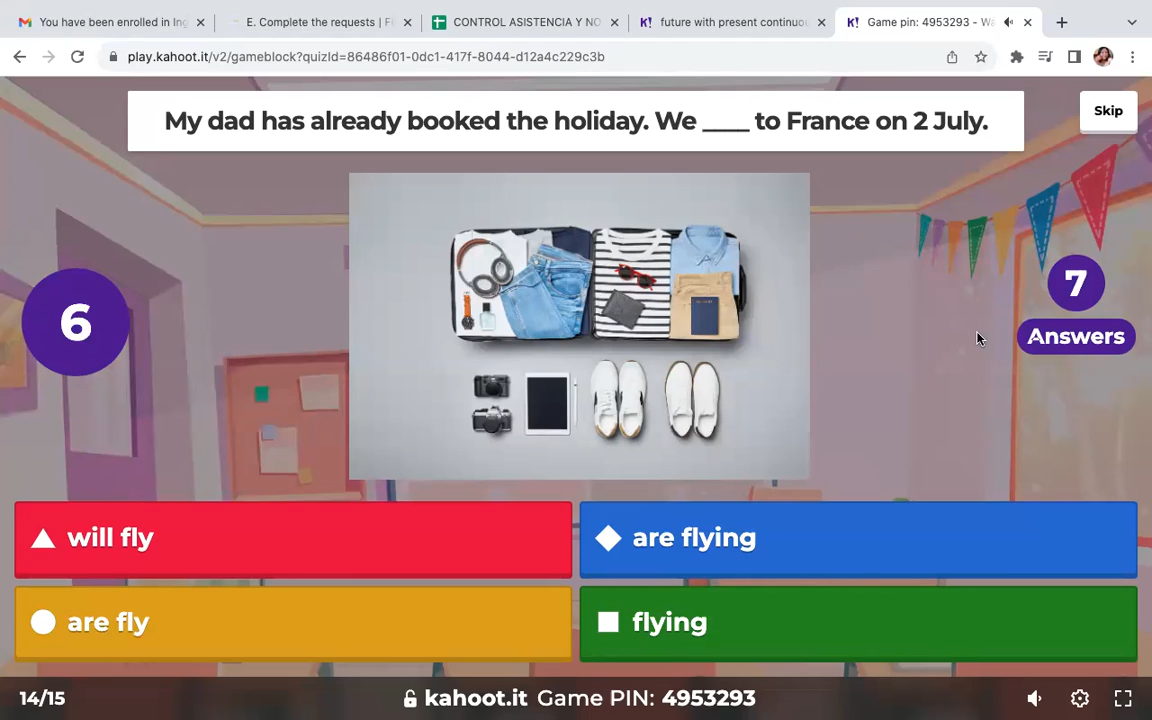 You have been enrolled in Ing
E. Complete the requests | Fl
CONTROL ASISTENCIA Y NO
future with present continuou
Game pin: 4953293 - Wa
play.kahoot.it/v2/gameblock?quizId=86486f01-0dc1-417f-8044-d12a4c229c3b
My dad has already booked the holiday. We ____ to France on 2 July.
Skip
6
7
Answers
will fly
are flying
are fly
flying
14/15
kahoot.it Game PIN: 4953293